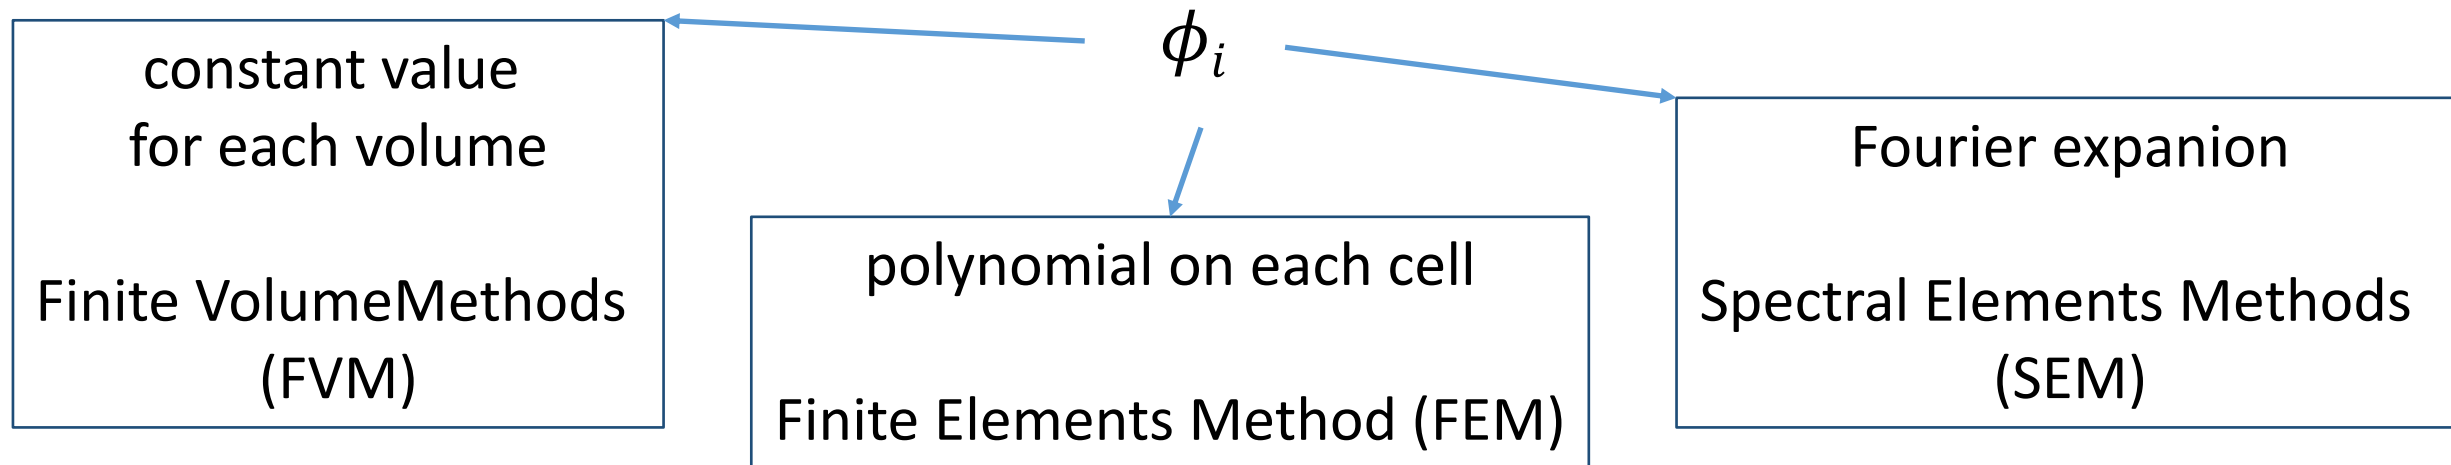 ϕᵢ
constant value
for each volume
Finite VolumeMethods
(FVM)
polynomial on each cell
Finite Elements Method (FEM)
Fourier expanion
Spectral Elements Methods
(SEM)